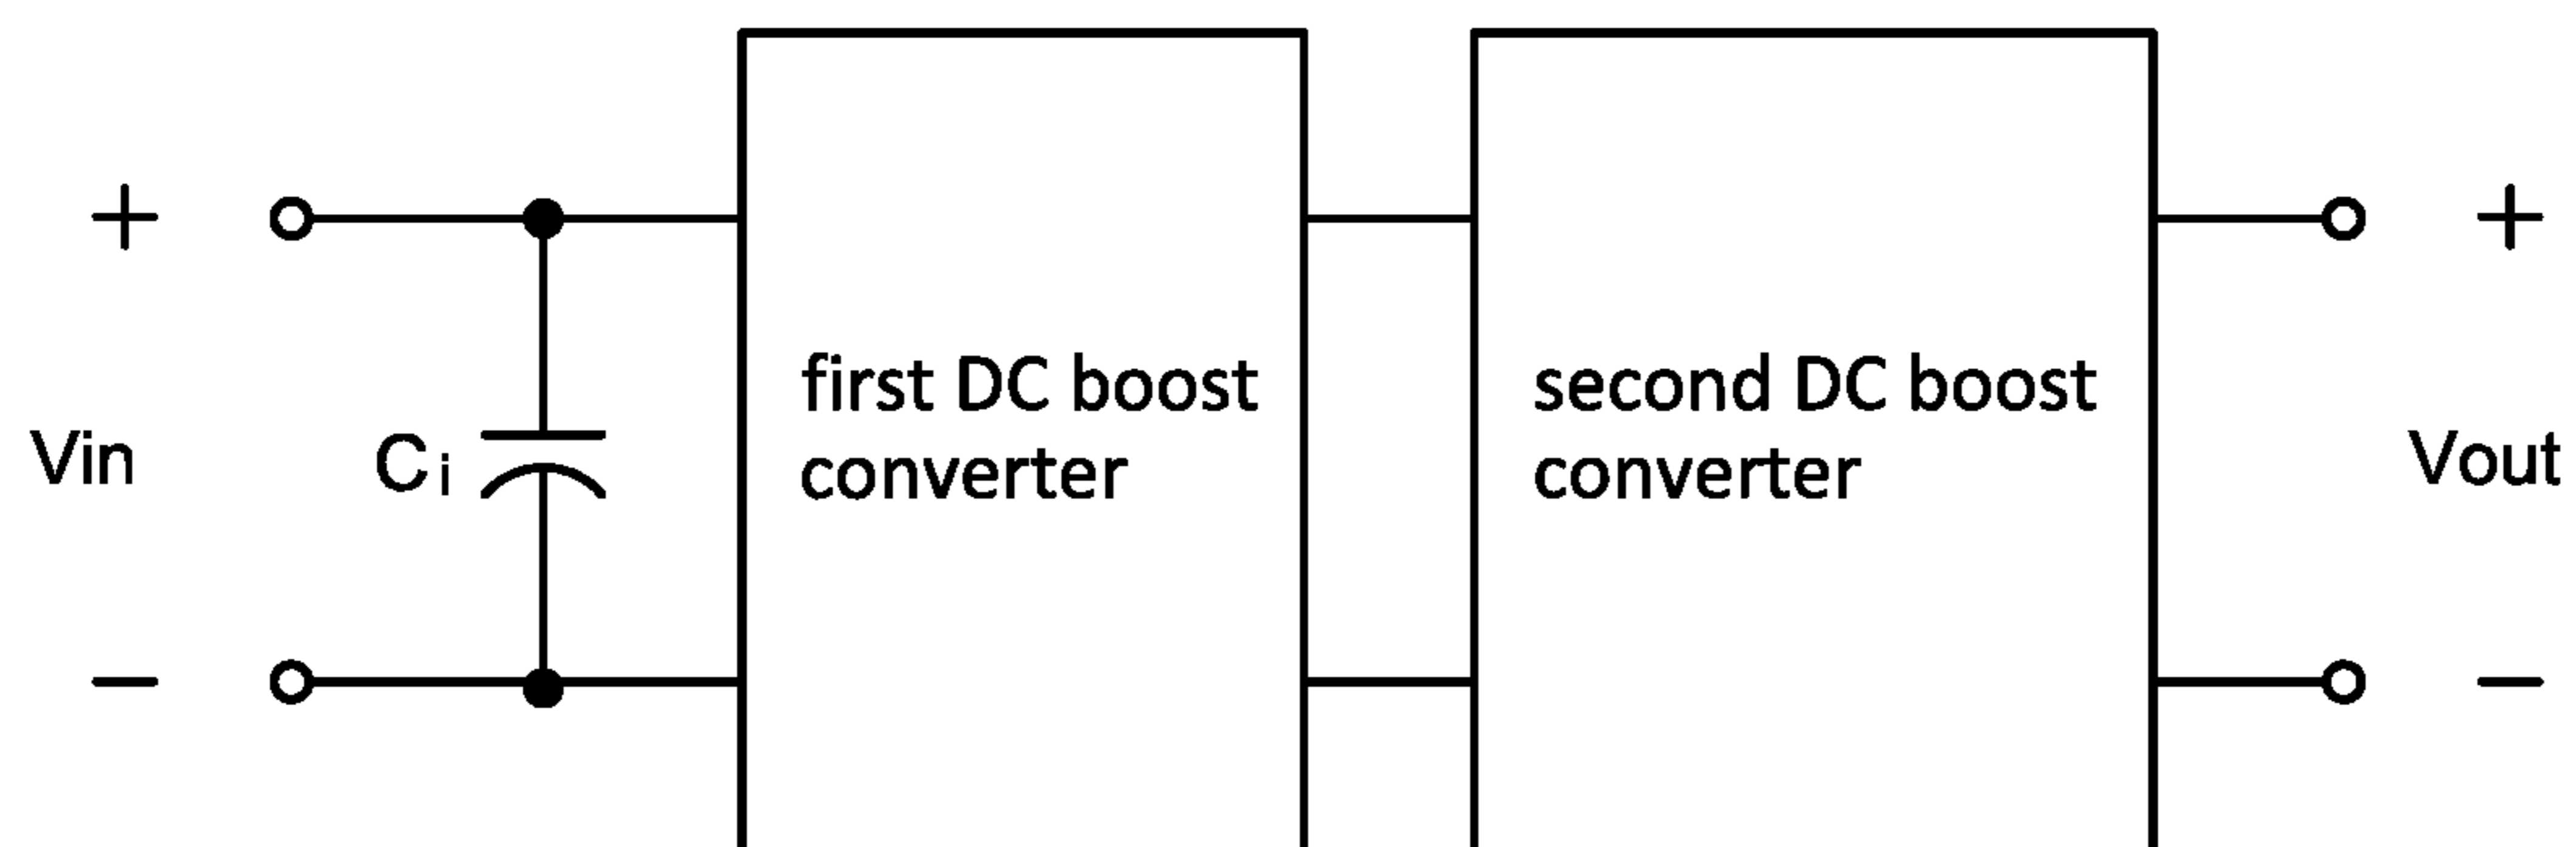 +
+
first DC boost
converter
second DC boost
converter
Vin
Ci
Vout
−
−